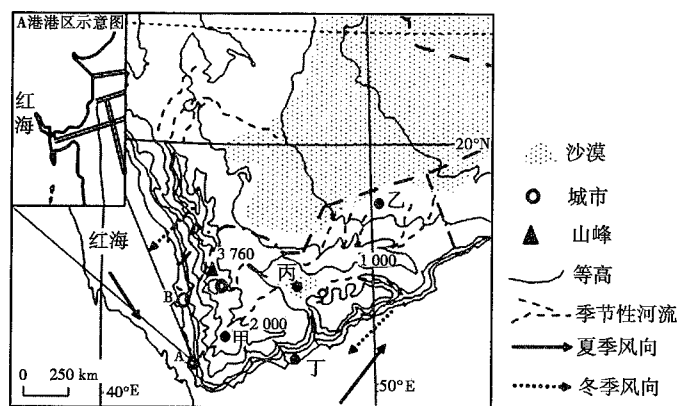 A港港区示意图
红海
20°N
沙漠
城市
山峰
等高
季节性河流
夏季风向
冬季风向
乙
红海
3 760
丙
1 000
B
2 000
甲
A
丁
0 250 km
40°E
50°E